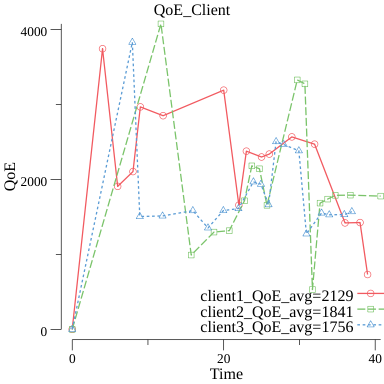 QoE_Client
4000
2000
0
QoE
client1_QoE_avg=2129
client2_QoE_avg=1841
client3_QoE_avg=1756
0 20 40
Time